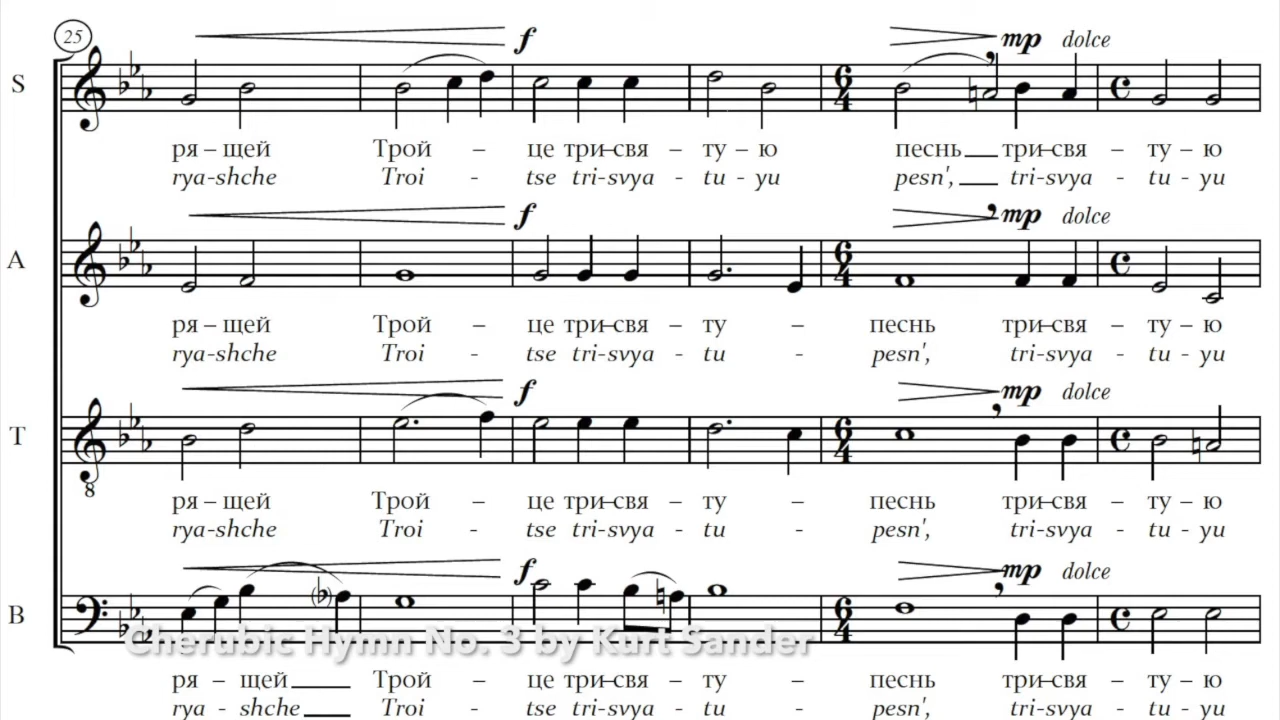 25
f
mp dolce
S
ря – щей Трой – це три–свя – ту – ю песнь три–свя – ту – ю
rya-shche Troi - tse tri-svya - tu - yu pesn', tri-svya - tu - yu
f
mp dolce
A
ря – щей Трой – це три–свя – ту – песнь три–свя – ту – ю
rya-shche Troi - tse tri-svya - tu - pesn', tri-svya - tu - yu
f
mp dolce
T
8
ря – щей Трой – це три–свя – ту – песнь три–свя – ту – ю
rya-shche Troi - tse tri-svya - tu - pesn', tri-svya - tu - yu
f
mp dolce
B
Cherubic Hymn No. 3 by Kurt Sander
ря – щей Трой – це три–свя – ту – песнь три–свя – ту – ю
rya - shche Troi - tse tri-svya - tu - pesn', tri-svya - tu - yu